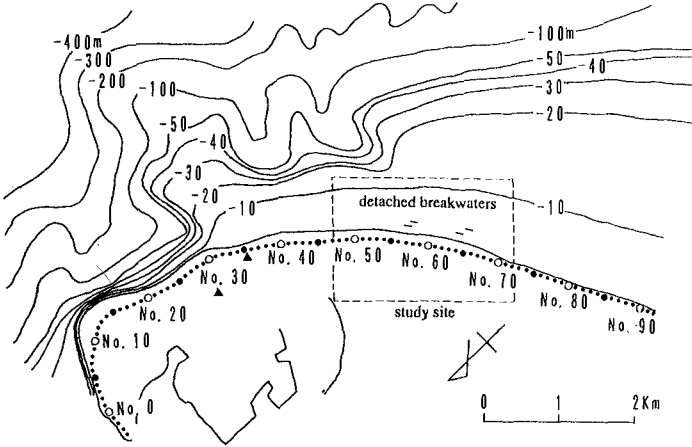 -400m
-300
-200
-100
-50
-40
-30
-20
-10
-100m
-50
-40
-30
-20
-10
detached breakwaters
No. 0
No. 10
No. 20
No. 30
No. 40
No. 50
No. 60
No. 70
No. 80
No. 90
study site
0 1 2Km